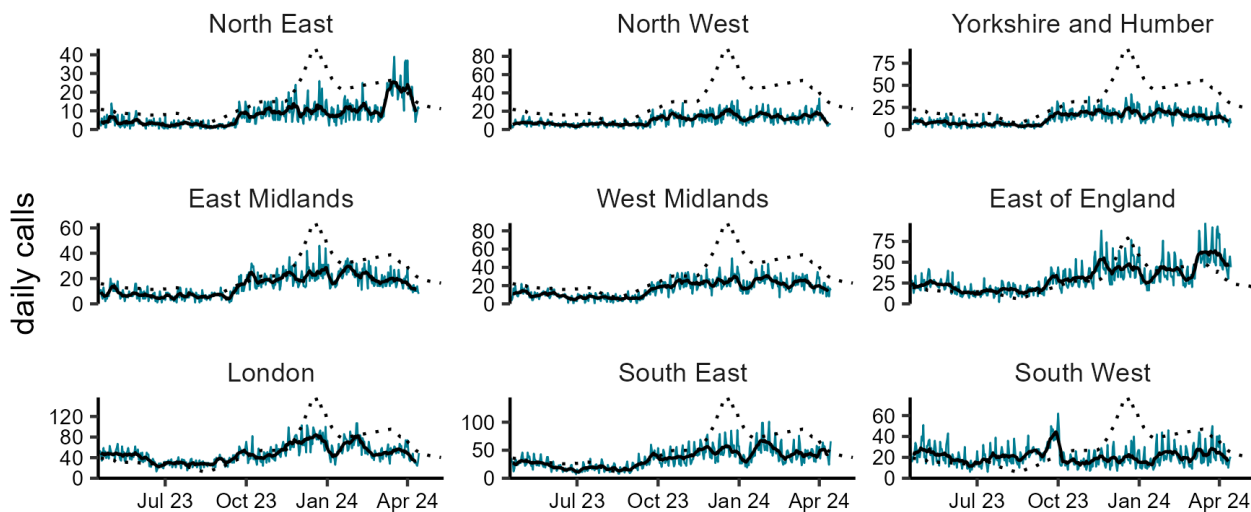 North East North West Yorkshire and Humber
40 80
30 60 75
20 40 50
10 20 25
0 0 0
East Midlands West Midlands East of England
60 80
40 60 75
20 40 50
0 20 25
0 0
daily calls
London South East South West
120 100 60
80 50 40
40 20
0 0 0
Jul 23 Oct 23 Jan 24 Apr 24 Jul 23 Oct 23 Jan 24 Apr 24 Jul 23 Oct 23 Jan 24 Apr 24